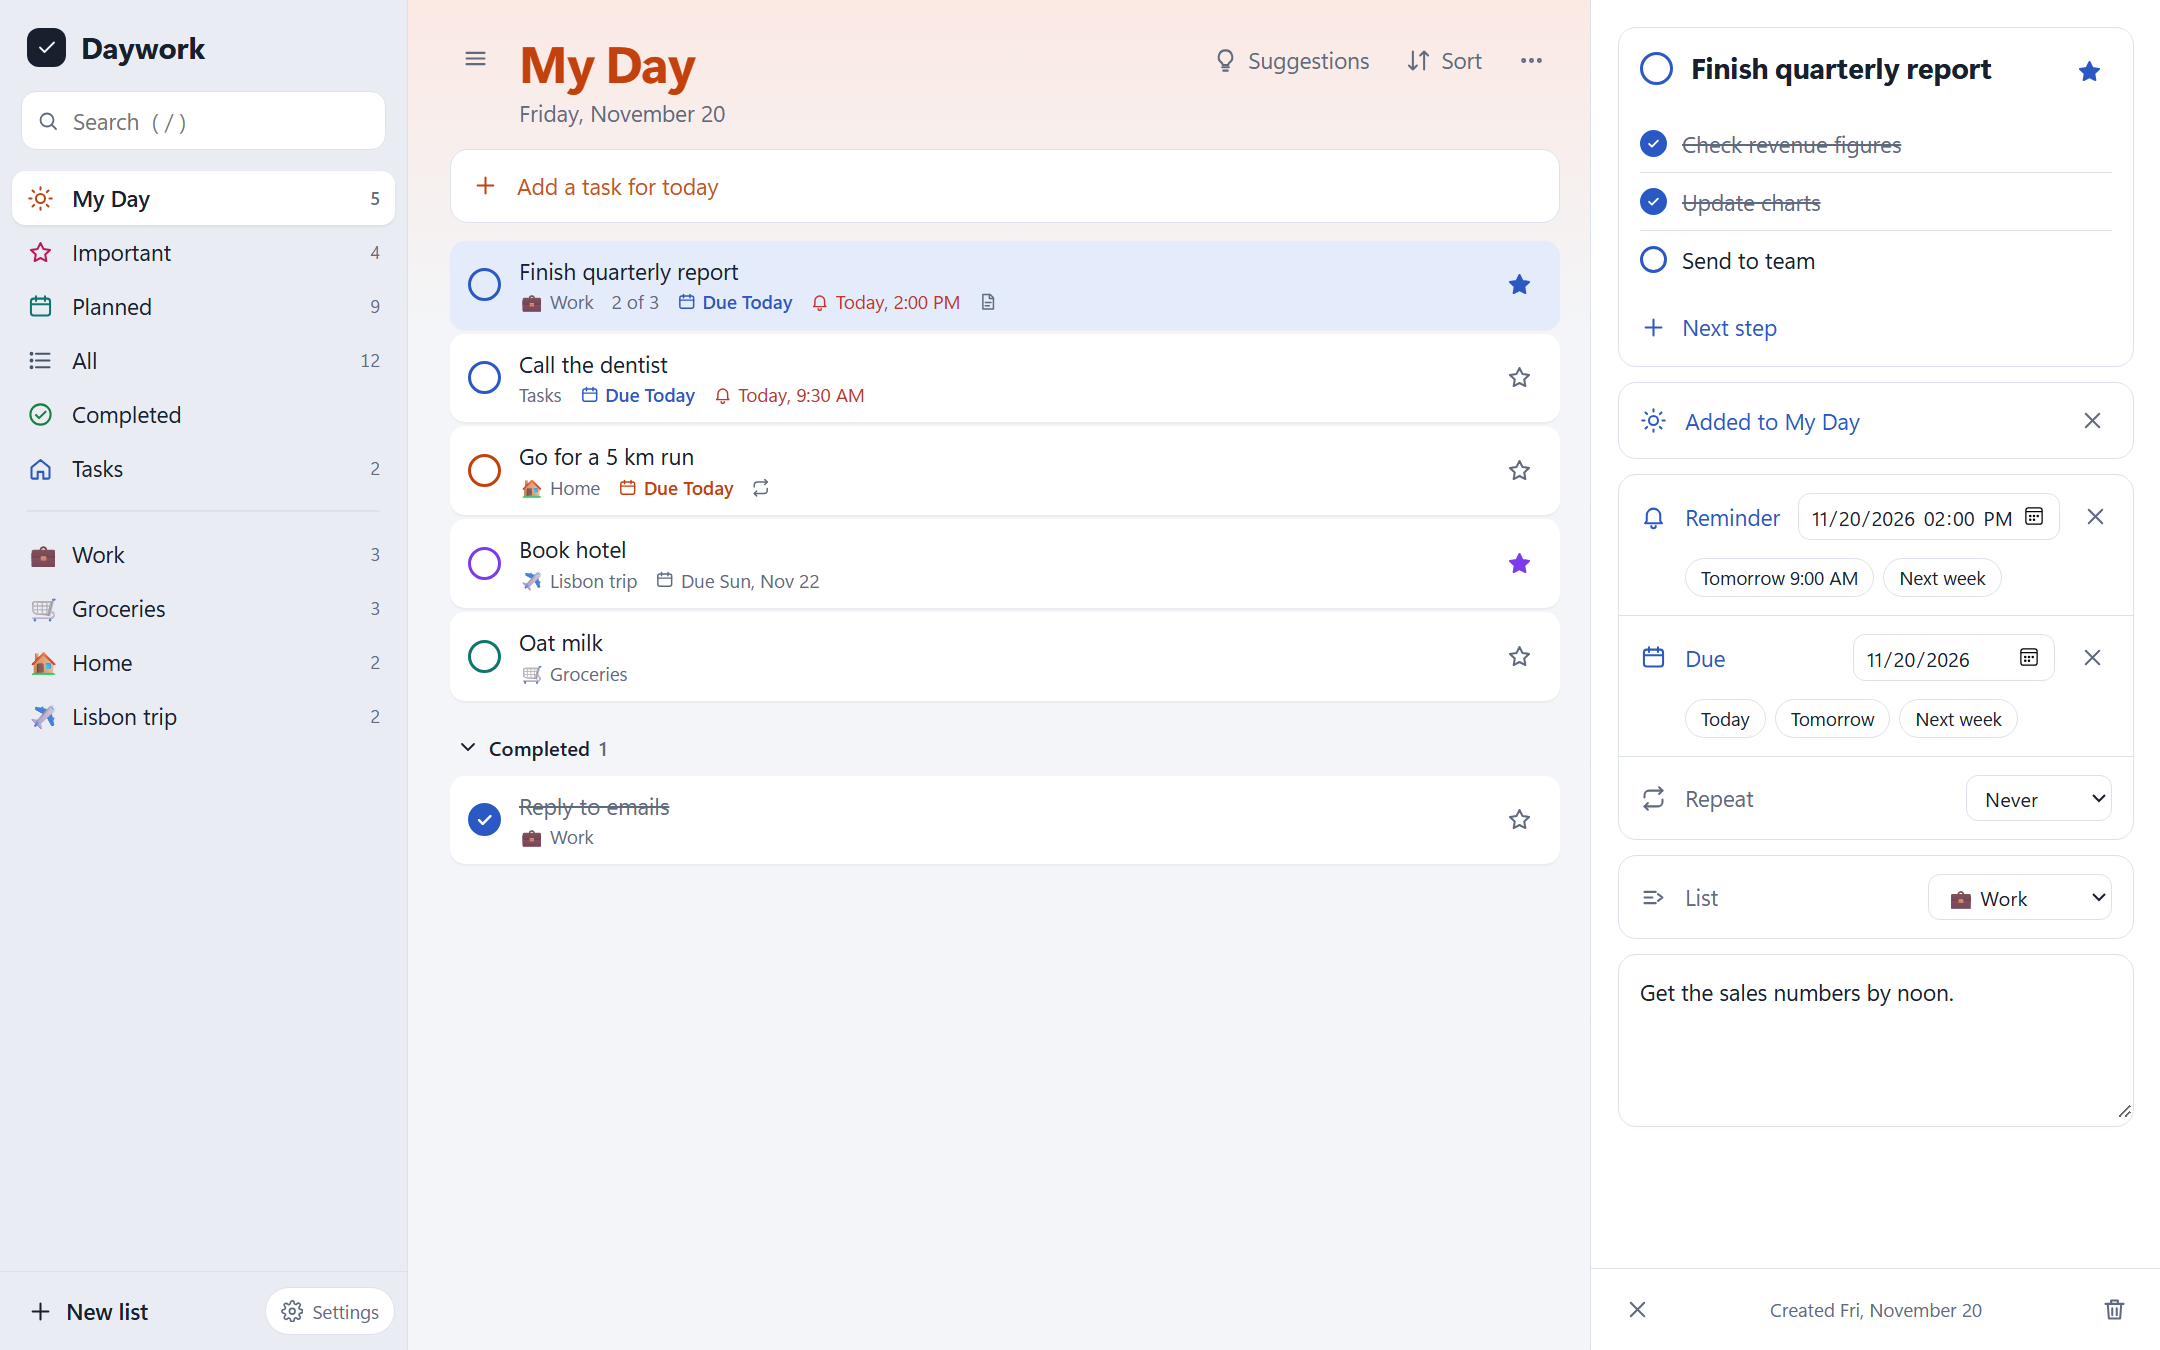 Daywork
Search ( / )
My Day 5
Important 4
Planned 9
All 12
Completed
Tasks 2
Work 3
Groceries 3
Home 2
Lisbon trip 2
New list
Settings
My Day
Friday, November 20
Suggestions
Sort
Add a task for today
Finish quarterly report
Work 2 of 3 Due Today Today, 2:00 PM
Call the dentist
Tasks Due Today Today, 9:30 AM
Go for a 5 km run
Home Due Today
Book hotel
Lisbon trip Due Sun, Nov 22
Oat milk
Groceries
Completed 1
Reply to emails
Work
Finish quarterly report
Check revenue figures
Update charts
Send to team
Next step
Added to My Day
Reminder 11/20/2026 02:00 PM
Tomorrow 9:00 AM Next week
Due 11/20/2026
Today Tomorrow Next week
Repeat Never
List Work
Get the sales numbers by noon.
Created Fri, November 20